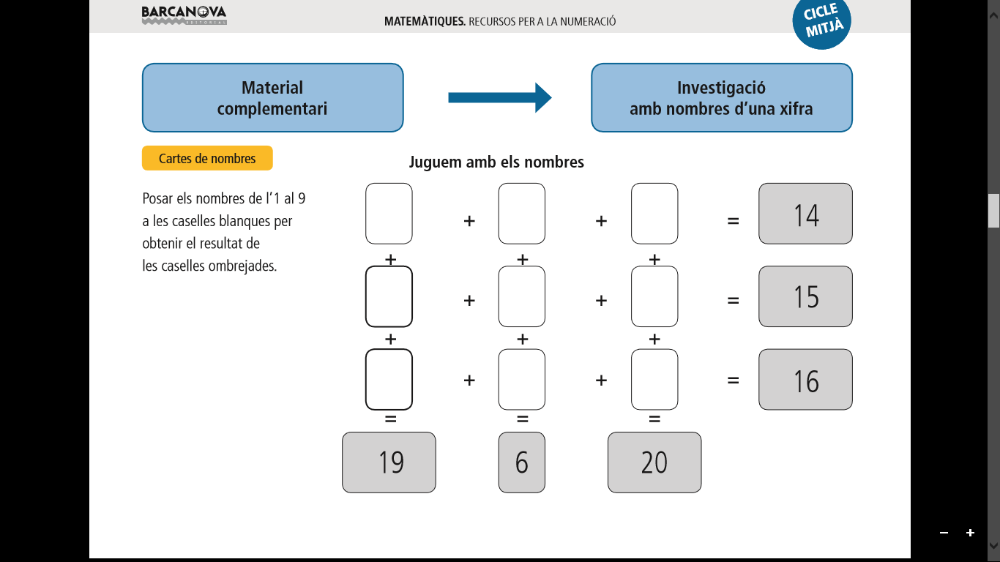 BARCANOVA
EDITORIAL
MATEMÀTIQUES. RECURSOS PER A LA NUMERACIÓ
CICLE
MITJÀ
Material
complementari
Investigació
amb nombres d’una xifra
Cartes de nombres
Juguem amb els nombres
Posar els nombres de l’1 al 9
a les caselles blanques per
obtenir el resultat de
les caselles ombrejades.
+ + = 14
+ + +
+ + = 15
+ + +
+ + = 16
= = =
19 6 20